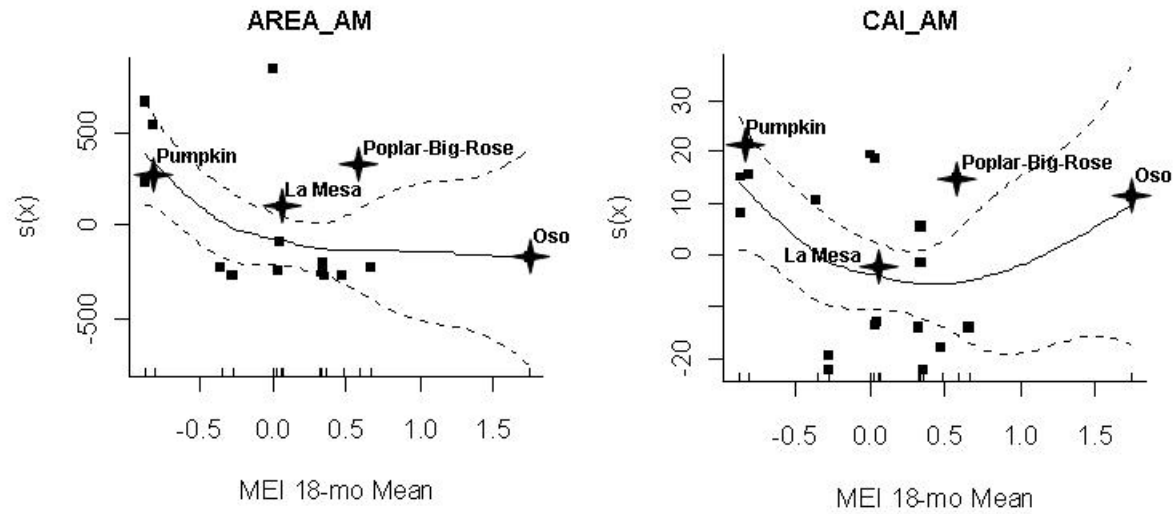 AREA_AM
s(x)
500
0
-500
Pumpkin
La Mesa
Poplar-Big-Rose
Oso
-0.5
0.0
0.5
1.0
1.5
MEI 18-mo Mean
CAI_AM
s(x)
30
20
10
0
-20
Pumpkin
La Mesa
Poplar-Big-Rose
Oso
-0.5
0.0
0.5
1.0
1.5
MEI 18-mo Mean